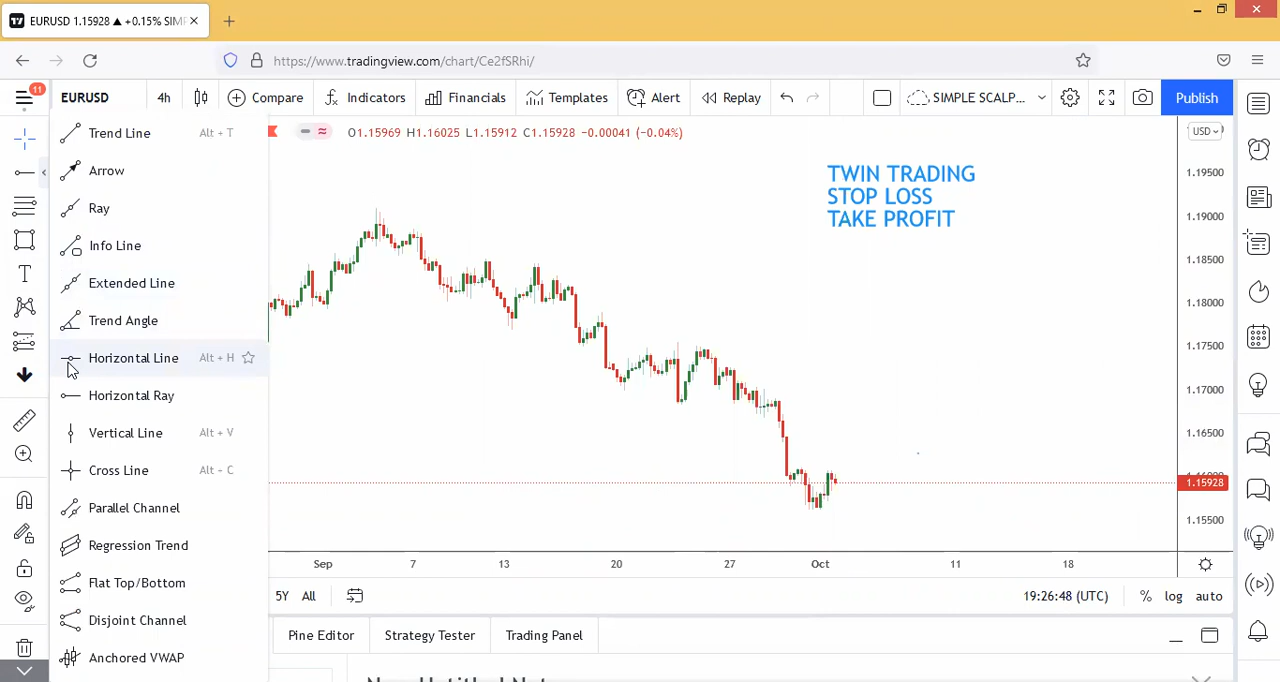 EURUSD 1.15928 ▲ +0.15% SIM
https://www.tradingview.com/chart/Ce2fSRhi/
11
EURUSD
4h
Compare
Indicators
Financials
Templates
Alert
Replay
SIMPLE SCALP...
Publish
Trend Line Alt + T
Arrow
Ray
Info Line
Extended Line
Trend Angle
Horizontal Line Alt + H
Horizontal Ray
Vertical Line Alt + V
Cross Line Alt + C
Parallel Channel
Regression Trend
Flat Top/Bottom
Disjoint Channel
Anchored VWAP
O1.15969 H1.16025 L1.15912 C1.15928 −0.00041 (−0.04%)
TWIN TRADING
STOP LOSS
TAKE PROFIT
USD
1.19500
1.19000
1.18500
1.18000
1.17500
1.17000
1.16500
1.15928
1.15500
Sep 7 13 20 27 Oct 11 18
5Y All
19:26:48 (UTC) % log auto
Pine Editor Strategy Tester Trading Panel